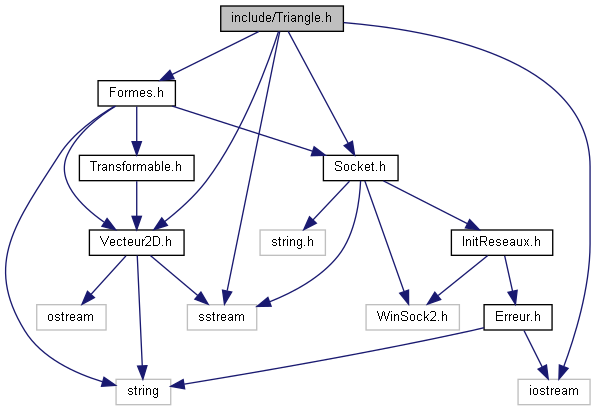 include/Triangle.h
Formes.h
Transformable.h
Socket.h
Vecteur2D.h
string.h
InitReseaux.h
ostream
sstream
WinSock2.h
Erreur.h
string
iostream